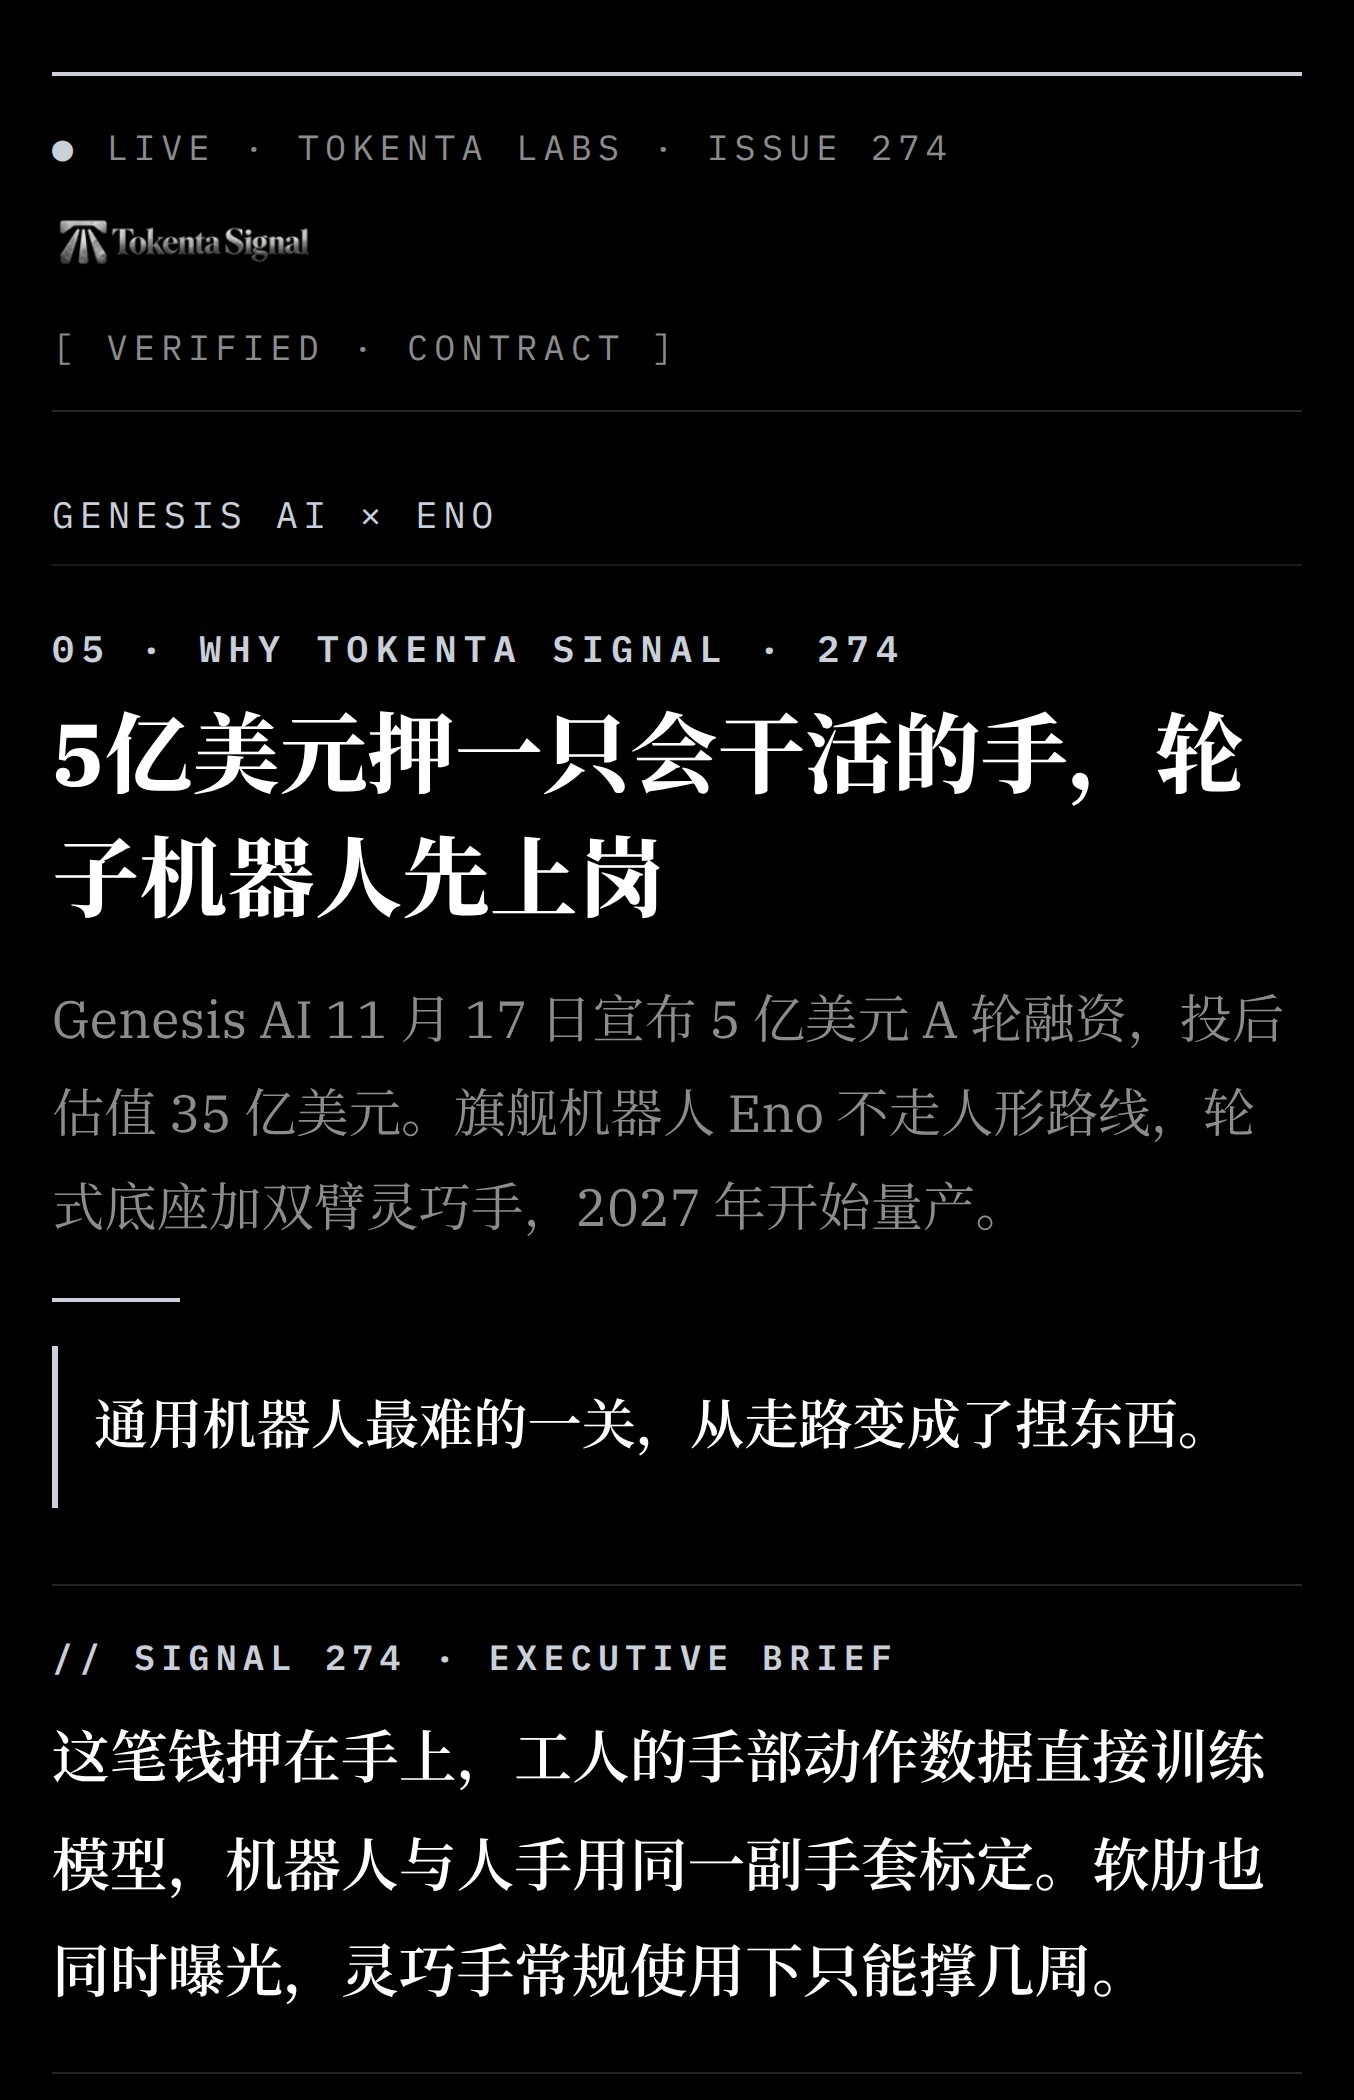 ● LIVE · TOKENTA LABS · ISSUE 274
Tokenta Signal
[ VERIFIED · CONTRACT ]
GENESIS AI × ENO
05 · WHY TOKENTA SIGNAL · 274
5亿美元押一只会干活的手，轮
子机器人先上岗
Genesis AI 11 月 17 日宣布 5 亿美元 A 轮融资，投后
估值 35 亿美元。旗舰机器人 Eno 不走人形路线，轮
式底座加双臂灵巧手，2027 年开始量产。
通用机器人最难的一关，从走路变成了捏东西。
// SIGNAL 274 · EXECUTIVE BRIEF
这笔钱押在手上，工人的手部动作数据直接训练
模型，机器人与人手用同一副手套标定。软肋也
同时曝光，灵巧手常规使用下只能撑几周。